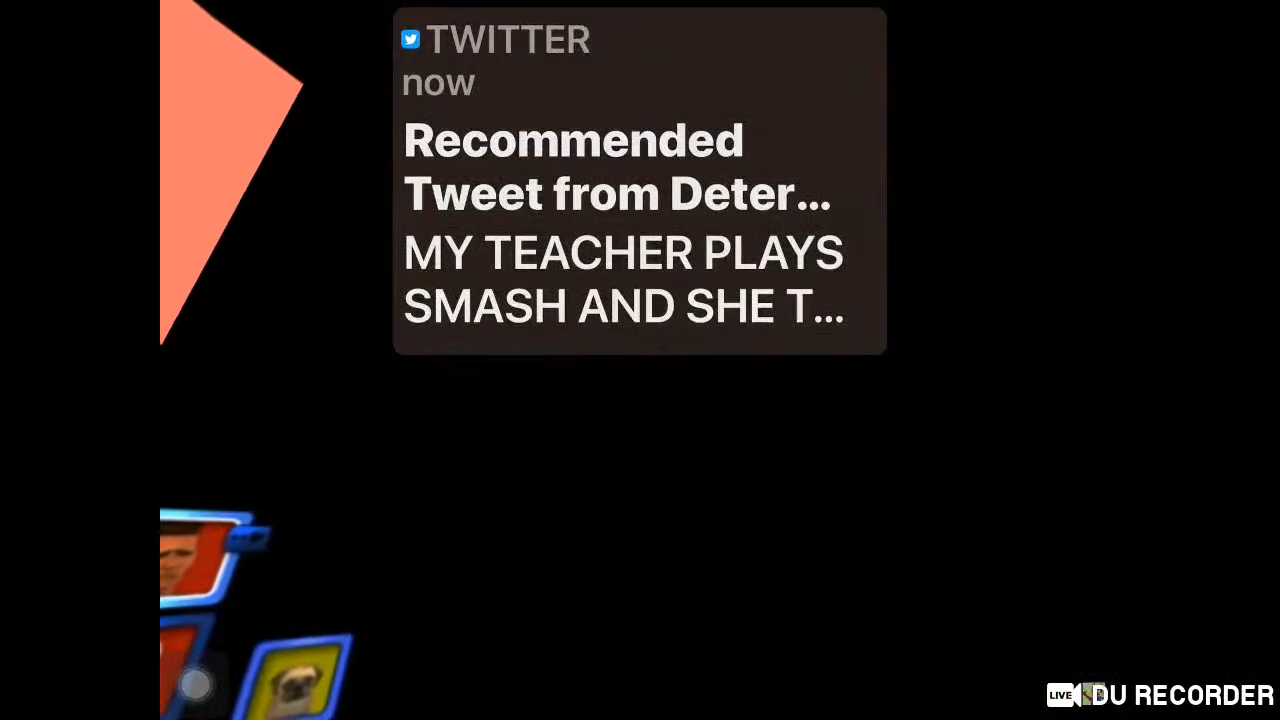 TWITTER
now
Recommended
Tweet from Deter...
MY TEACHER PLAYS
SMASH AND SHE T...
LIVE DU RECORDER